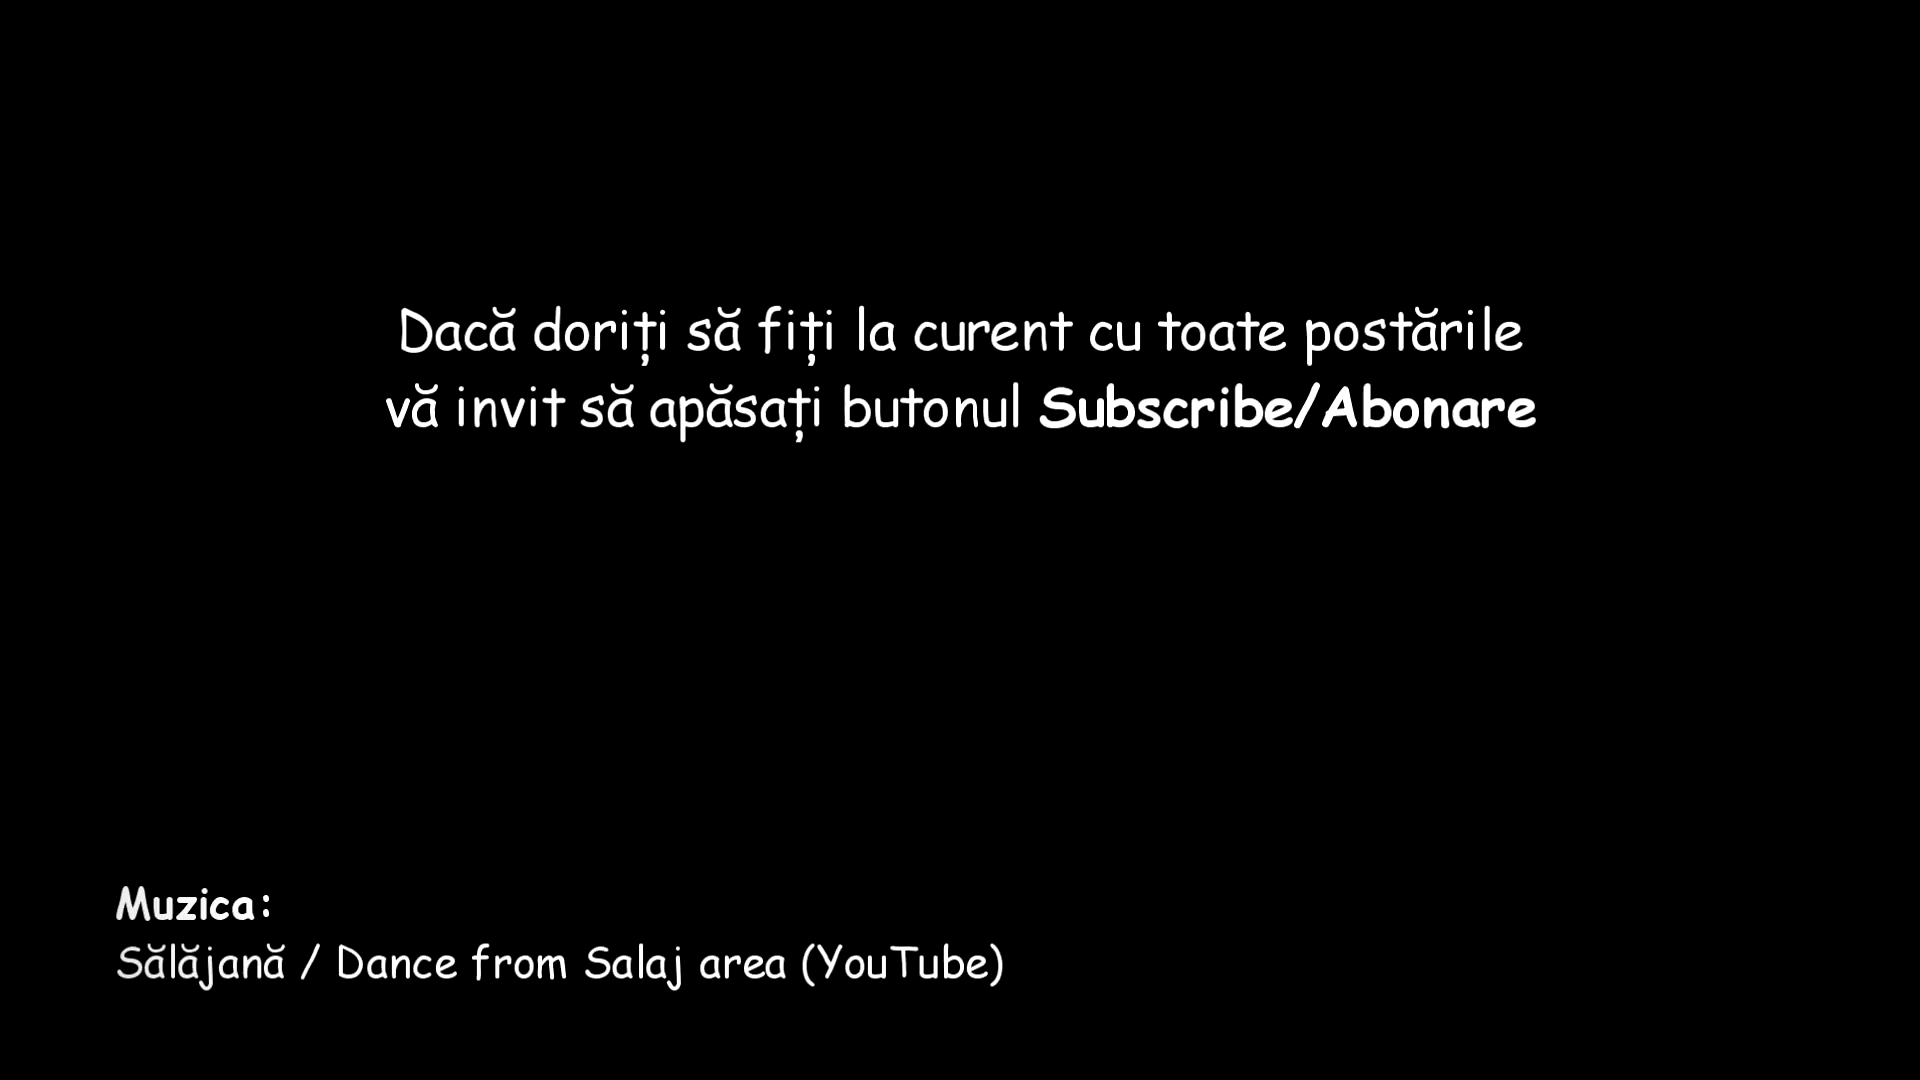 Dacă doriți să fiți la curent cu toate postările
vă invit să apăsați butonul Subscribe/Abonare
Muzica:
Sălăjană / Dance from Salaj area (YouTube)